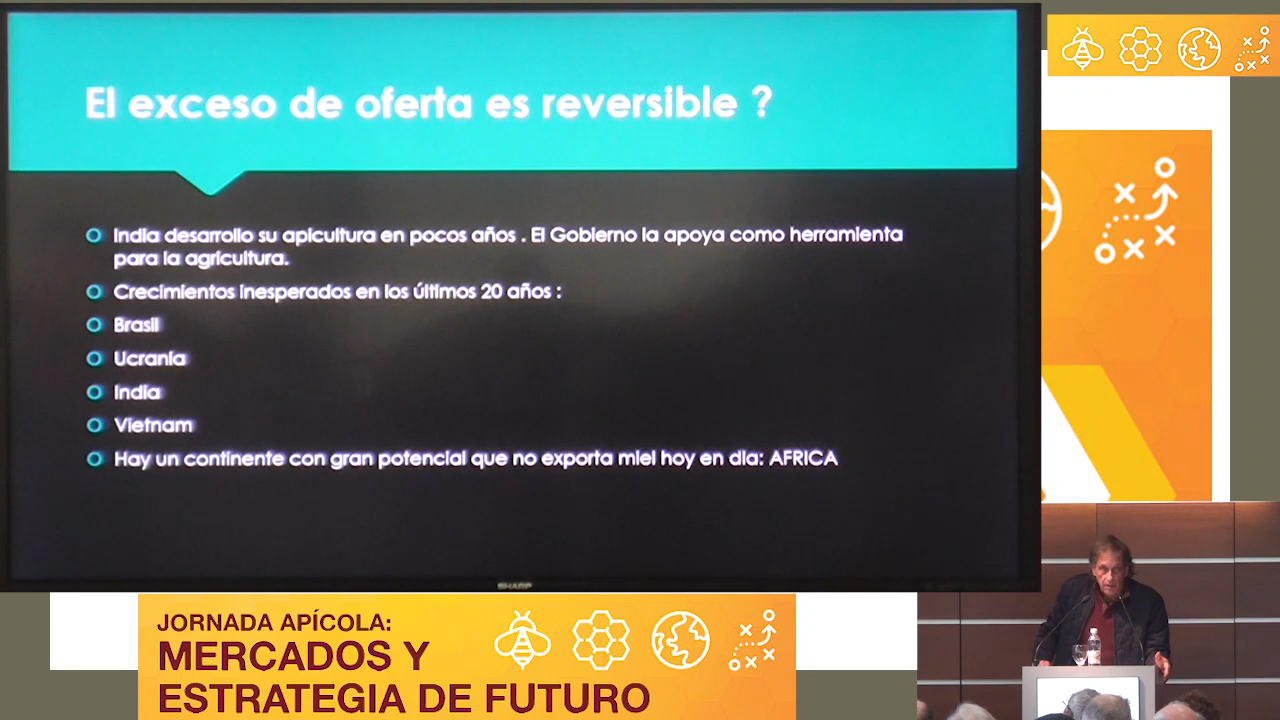 El exceso de oferta es reversible ?
India desarrollo su apicultura en pocos años . El Gobierno la apoya como herramienta
para la agricultura.
Crecimientos inesperados en los últimos 20 años :
Brasil
Ucrania
India
Vietnam
Hay un continente con gran potencial que no exporta miel hoy en dia: AFRICA
SHARP
JORNADA APÍCOLA:
MERCADOS Y
ESTRATEGIA DE FUTURO